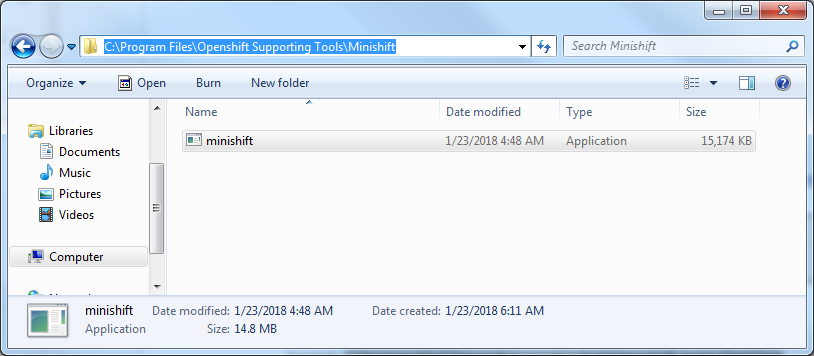 C:\Program Files\Openshift Supporting Tools\Minishift
Search Minishift
Organize Open Burn New folder
Name Date modified Type Size
Libraries
minishift 1/23/2018 4:48 AM Application 15,174 KB
Documents
Music
Pictures
Videos
Computer
minishift Date modified: 1/23/2018 4:48 AM Date created: 1/23/2018 6:11 AM
Application Size: 14.8 MB